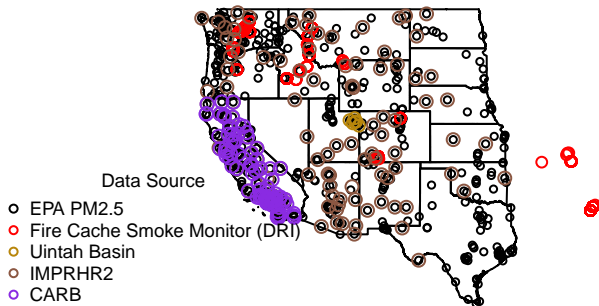 Data Source
EPA PM2.5
Fire Cache Smoke Monitor (DRI)
Uintah Basin
IMPRHR2
CARB